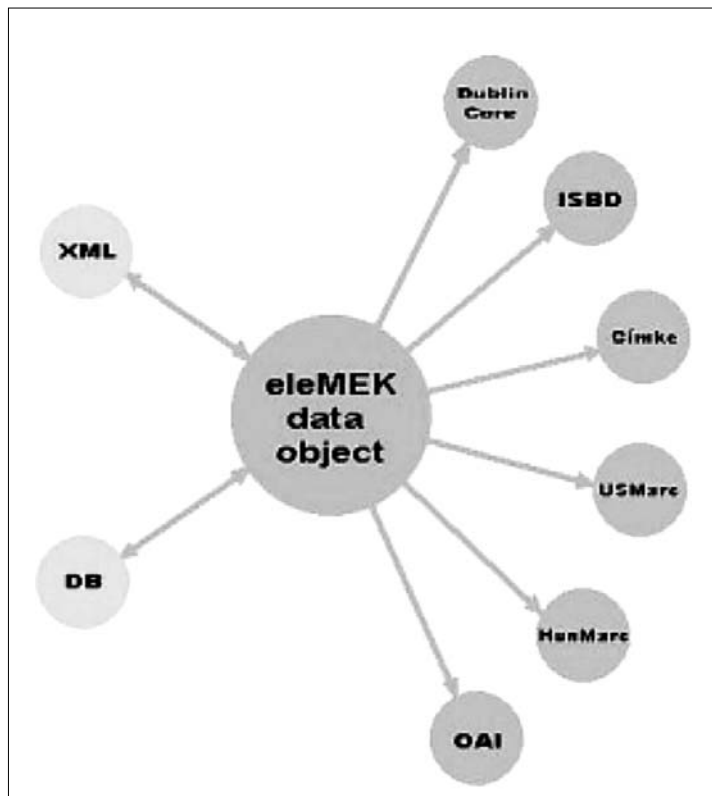 Dublin
Core
ISBD
XML
Címke
eleMEK
data
object
USMarc
DB
HunMarc
OAI